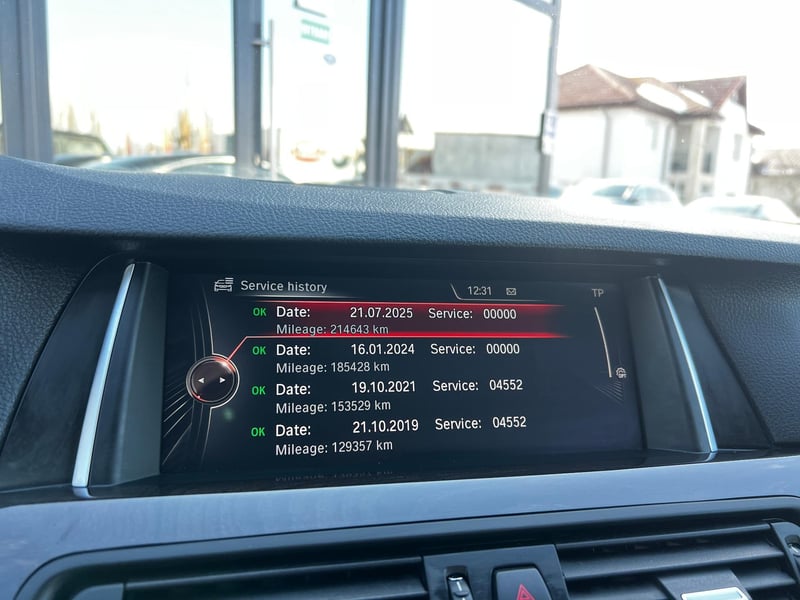 Service history
12:31
TP
OK Date: 21.07.2025 Service: 00000
Mileage: 214643 km
OK Date: 16.01.2024 Service: 00000
Mileage: 185428 km
OK Date: 19.10.2021 Service: 04552
Mileage: 153529 km
OK Date: 21.10.2019 Service: 04552
Mileage: 129357 km